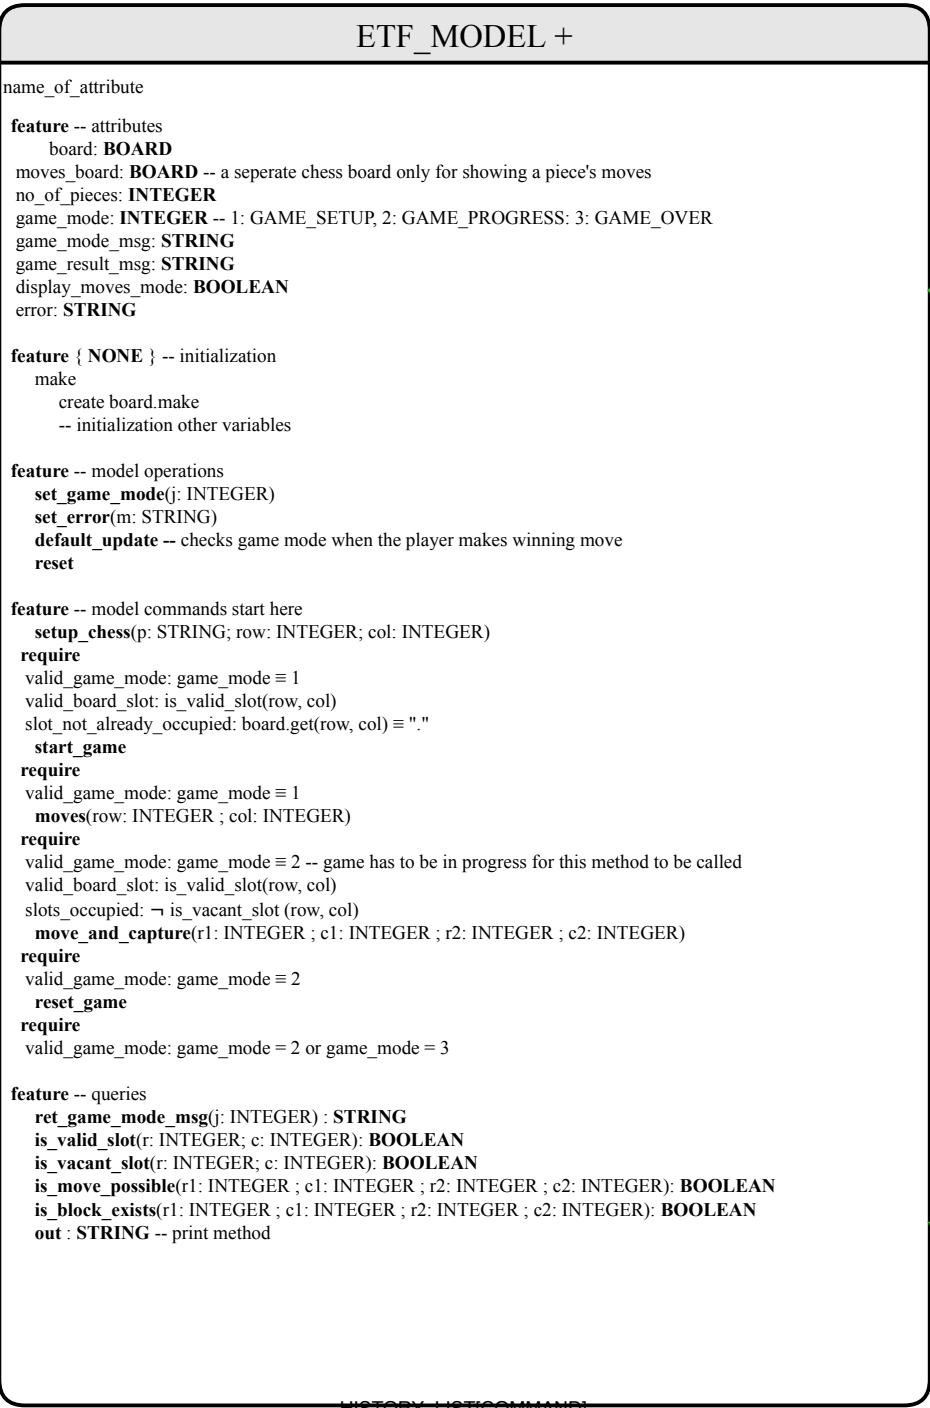 ETF_MODEL +
name_of_attribute
feature -- attributes
board: BOARD
moves_board: BOARD -- a seperate chess board only for showing a piece's moves
no_of_pieces: INTEGER
game_mode: INTEGER -- 1: GAME_SETUP, 2: GAME_PROGRESS: 3: GAME_OVER
game_mode_msg: STRING
game_result_msg: STRING
display_moves_mode: BOOLEAN
error: STRING
feature { NONE } -- initialization
make
create board.make
-- initialization other variables
feature -- model operations
set_game_mode(j: INTEGER)
set_error(m: STRING)
default_update -- checks game mode when the player makes winning move
reset
feature -- model commands start here
setup_chess(p: STRING; row: INTEGER; col: INTEGER)
require
valid_game_mode: game_mode ≡ 1
valid_board_slot: is_valid_slot(row, col)
slot_not_already_occupied: board.get(row, col) ≡ "."
start_game
require
valid_game_mode: game_mode ≡ 1
moves(row: INTEGER ; col: INTEGER)
require
valid_game_mode: game_mode ≡ 2 -- game has to be in progress for this method to be called
valid_board_slot: is_valid_slot(row, col)
slots_occupied: ¬ is_vacant_slot (row, col)
move_and_capture(r1: INTEGER ; c1: INTEGER ; r2: INTEGER ; c2: INTEGER)
require
valid_game_mode: game_mode ≡ 2
reset_game
require
valid_game_mode: game_mode = 2 or game_mode = 3
feature -- queries
ret_game_mode_msg(j: INTEGER) : STRING
is_valid_slot(r: INTEGER; c: INTEGER): BOOLEAN
is_vacant_slot(r: INTEGER; c: INTEGER): BOOLEAN
is_move_possible(r1: INTEGER ; c1: INTEGER ; r2: INTEGER ; c2: INTEGER): BOOLEAN
is_block_exists(r1: INTEGER ; c1: INTEGER ; r2: INTEGER ; c2: INTEGER): BOOLEAN
out : STRING -- print method
HISTORY: LIST[COMMAND]